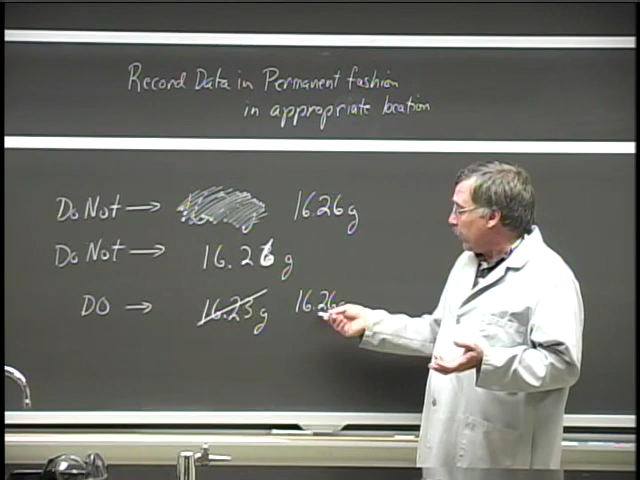 Record Data in Permanent fashion
in appropriate location
Do Not → 16.26 g
Do Not → 16.26 g
DO → 16.25 g 16.26 g